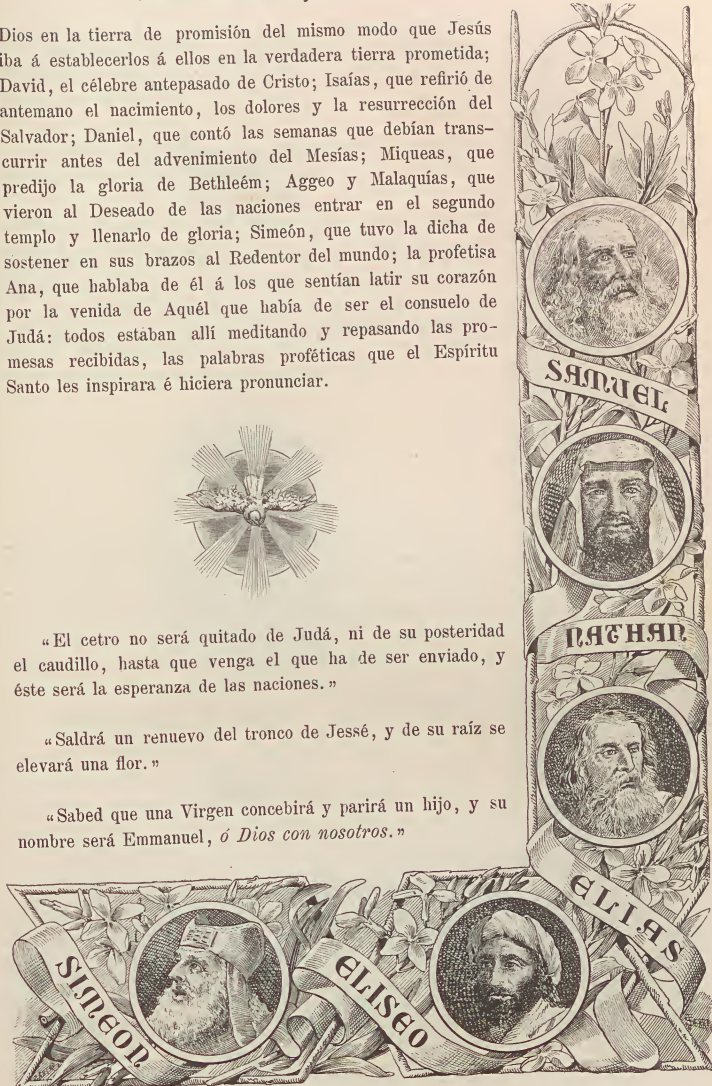 Dios en la tierra de promisión del mismo modo que Jesús
iba á establecerlos á ellos en la verdadera tierra prometida;
David, el célebre antepasado de Cristo; Isaías, que refirió de
antemano el nacimiento, los dolores y la resurrección del
Salvador; Daniel, que contó las semanas que debían trans-
currir antes del advenimiento del Mesías; Miqueas, que
predijo la gloria de Bethleém; Aggeo y Malaquías, que
vieron al Deseado de las naciones entrar en el segundo
templo y llenarlo de gloria; Simeón, que tuvo la dicha de
sostener en sus brazos al Redentor del mundo; la profetisa
Ana, que hablaba de él á los que sentían latir su corazón
por la venida de Aquél que había de ser el consuelo de
Judá: todos estaban allí meditando y repasando las pro-
mesas recibidas, las palabras proféticas que el Espíritu
Santo les inspirara é hiciera pronunciar.
«El cetro no será quitado de Judá, ni de su posteridad
el caudillo, hasta que venga el que ha de ser enviado, y
éste será la esperanza de las naciones.»
«Saldrá un renuevo del tronco de Jessé, y de su raíz se
elevará una flor.»
«Sabed que una Virgen concebirá y parirá un hijo, y su
nombre será Emmanuel, ó Dios con nosotros.»
SAMUEL
NATHAN
ELIAS
SIMEON
ELISEO